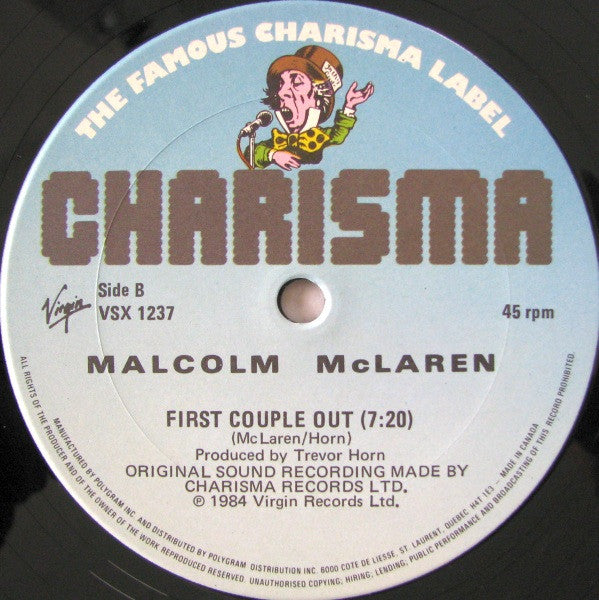 THE FAMOUS CHARISMA LABEL
CHARISMA
Virgin
Side B
VSX 1237
45 rpm
MALCOLM McLAREN
FIRST COUPLE OUT (7:20)
(McLaren/Horn)
Produced by Trevor Horn
ORIGINAL SOUND RECORDING MADE BY
CHARISMA RECORDS LTD.
℗ 1984 Virgin Records Ltd.
MANUFACTURED BY POLYGRAM INC. AND DISTRIBUTED BY POLYGRAM DISTRIBUTION INC. 6000 COTE DE LIESSE, ST. LAURENT, QUEBEC H4T 1E3 – MADE IN CANADA
ALL RIGHTS OF THE PRODUCER AND OF THE OWNER OF THE WORK REPRODUCED RESERVED. UNAUTHORISED COPYING, HIRING, LENDING, PUBLIC PERFORMANCE AND BROADCASTING OF THIS RECORD PROHIBITED.